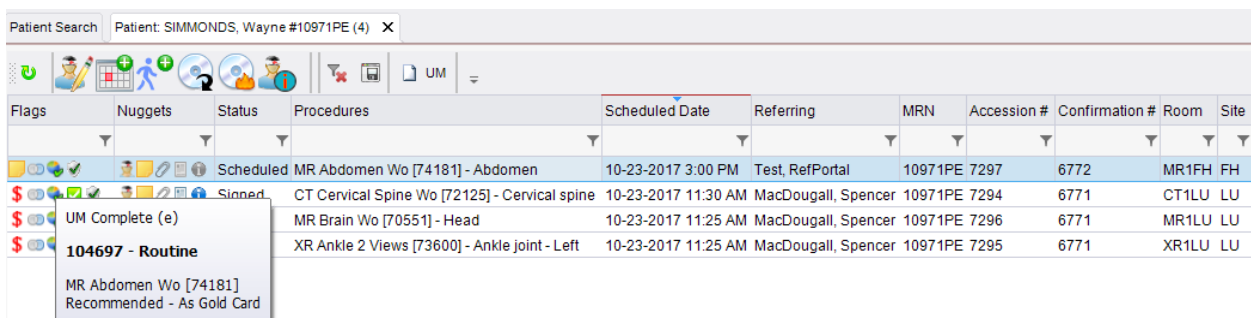 Patient Search Patient: SIMMONDS, Wayne #10971PE (4) X
UM
Flags Nuggets Status Procedures Scheduled Date Referring MRN Accession # Confirmation # Room Site
Scheduled MR Abdomen Wo [74181] - Abdomen 10-23-2017 3:00 PM Test, RefPortal 10971PE 7297 6772 MR1FH FH
$ Signed CT Cervical Spine Wo [72125] - Cervical spine 10-23-2017 11:30 AM MacDougall, Spencer 10971PE 7294 6771 CT1LU LU
$ MR Brain Wo [70551] - Head 10-23-2017 11:25 AM MacDougall, Spencer 10971PE 7296 6771 MR1LU LU
$ XR Ankle 2 Views [73600] - Ankle joint - Left 10-23-2017 11:25 AM MacDougall, Spencer 10971PE 7295 6771 XR1LU LU
UM Complete (e)
104697 - Routine
MR Abdomen Wo [74181]
Recommended - As Gold Card